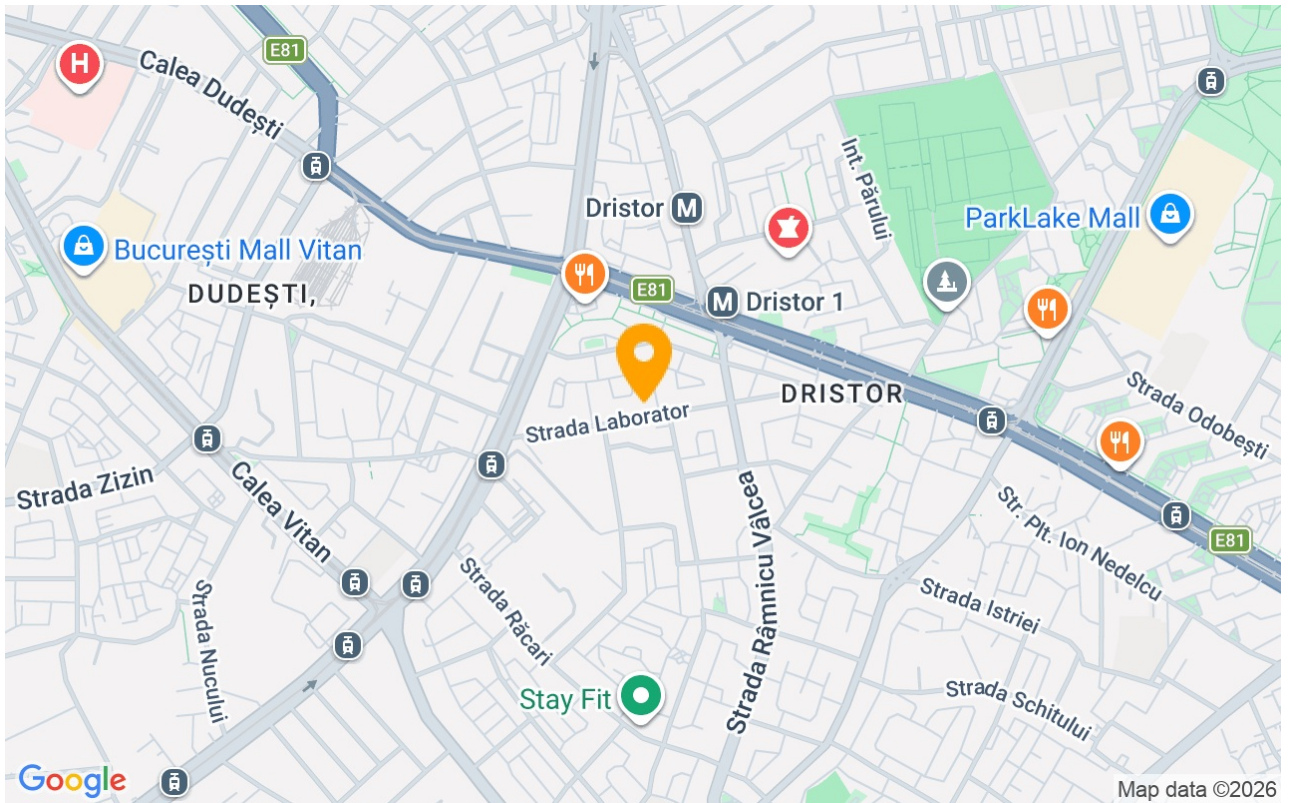 E81
H
Calea Dudești
Int. Părului
Dristor M
ParkLake Mall
București Mall Vitan
DUDEȘTI,
E81
M Dristor 1
DRISTOR
Strada Odobești
Strada Laborator
Strada Zizin
Calea Vitan
Strada Râmnicu Vâlcea
Str. Plt. Ion Nedelcu
E81
Strada Nucului
Strada Răcari
Strada Istriei
Stay Fit
Strada Schitului
Google
Map data ©2026